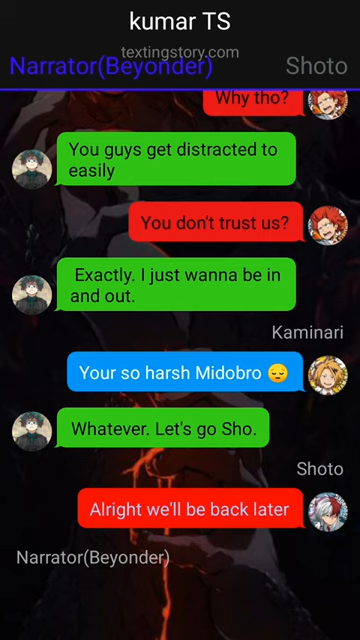 kumar TS
textingstory.com
Narrator(Beyonder)
Shoto
Why tho?
You guys get distracted to
easily
You don't trust us?
Exactly. I just wanna be in
and out.
Kaminari
Your so harsh Midobro 😔
Whatever. Let's go Sho.
Shoto
Alright we'll be back later
Narrator(Beyonder)